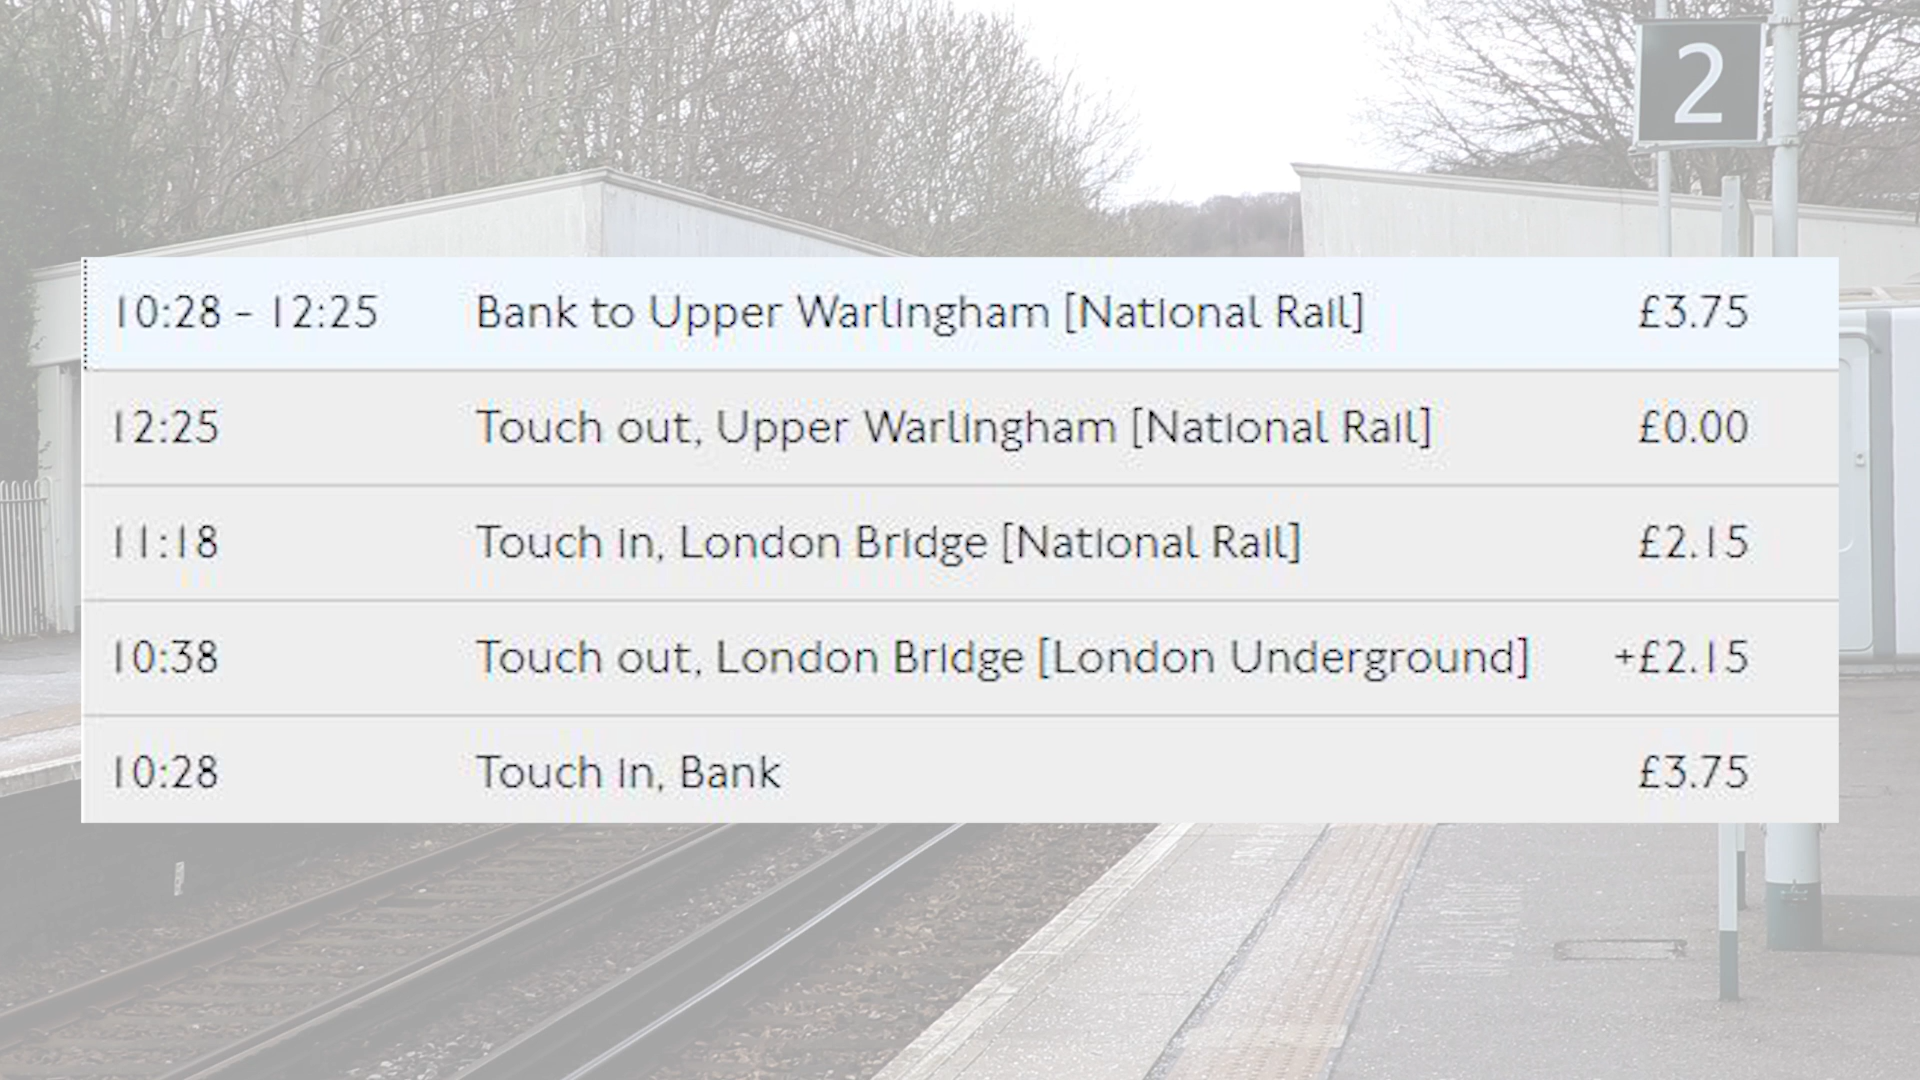 2
10:28 - 12:25 Bank to Upper Warlingham [National Rail] £3.75
12:25 Touch out, Upper Warlingham [National Rail] £0.00
11:18 Touch in, London Bridge [National Rail] £2.15
10:38 Touch out, London Bridge [London Underground] +£2.15
10:28 Touch in, Bank £3.75